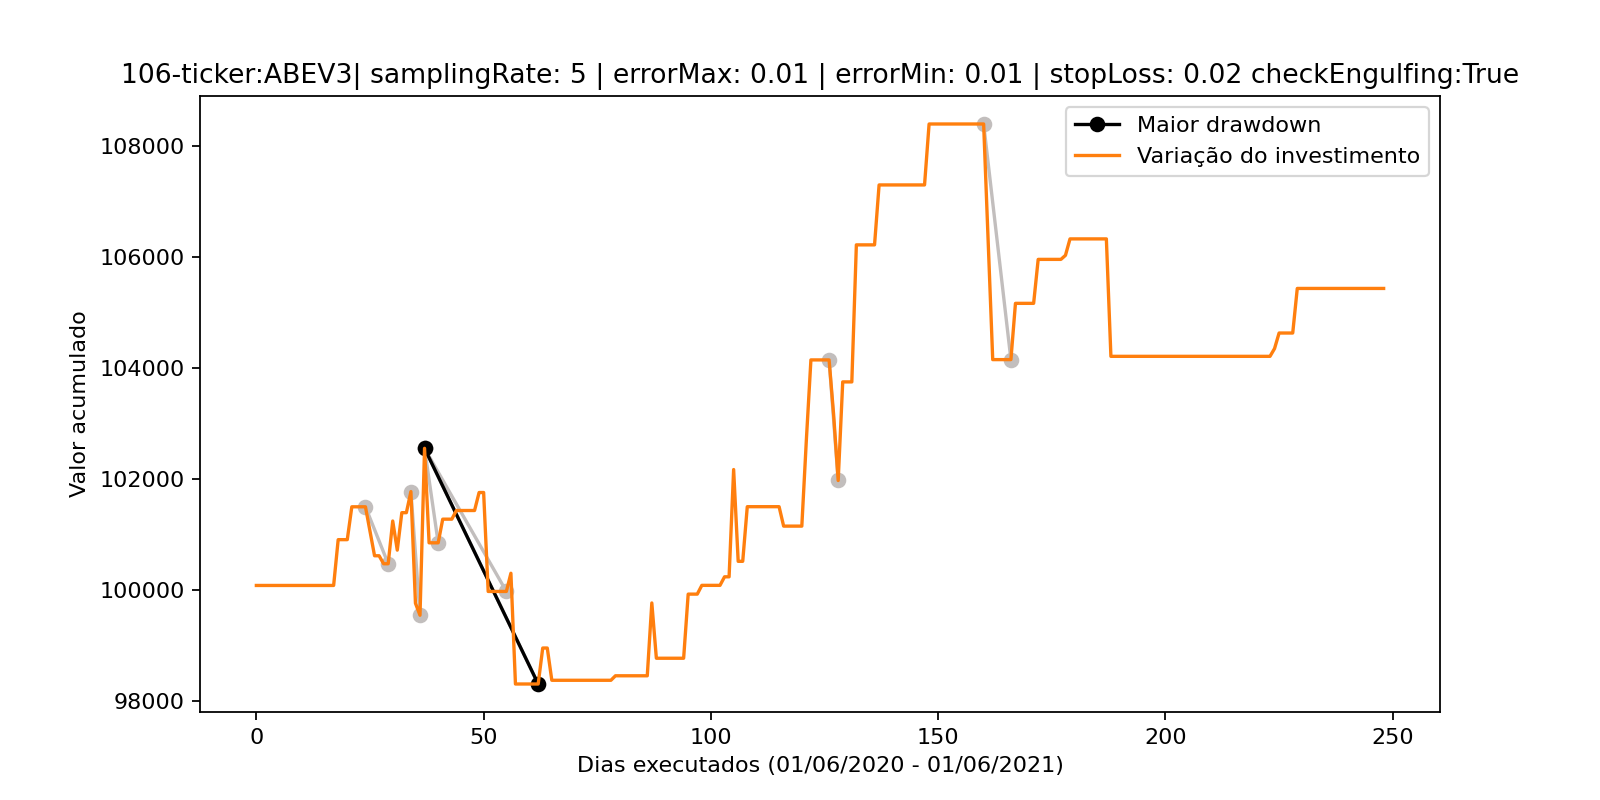 106-ticker:ABEV3| samplingRate: 5 | errorMax: 0.01 | errorMin: 0.01 | stopLoss: 0.02 checkEngulfing:True
Maior drawdown
Variação do investimento
108000
106000
104000
102000
100000
98000
Valor acumulado
0 50 100 150 200 250
Dias executados (01/06/2020 - 01/06/2021)